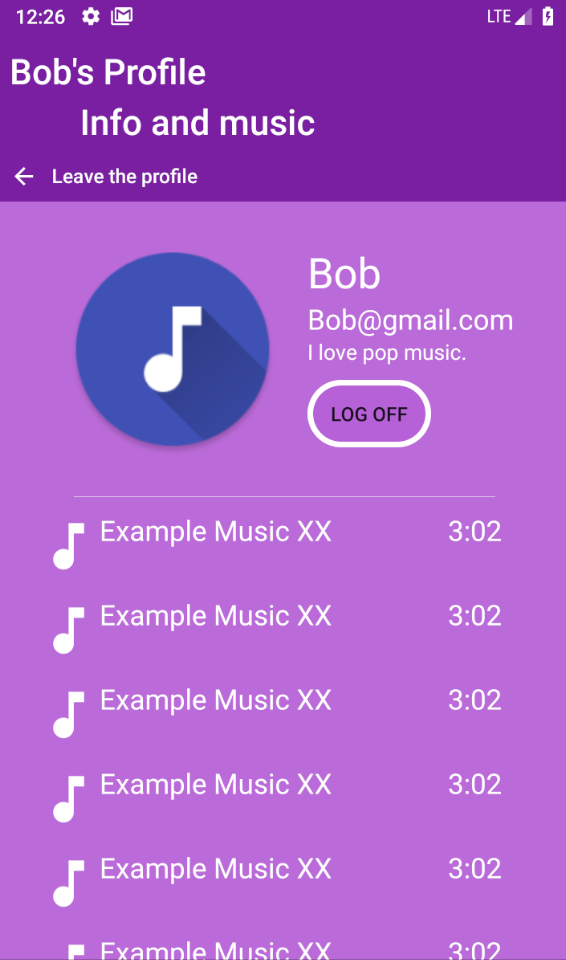 12:26 LTE
Bob's Profile
Info and music
Leave the profile
Bob
Bob@gmail.com
I love pop music.
LOG OFF
Example Music XX 3:02
Example Music XX 3:02
Example Music XX 3:02
Example Music XX 3:02
Example Music XX 3:02
Example Music XX 3:02